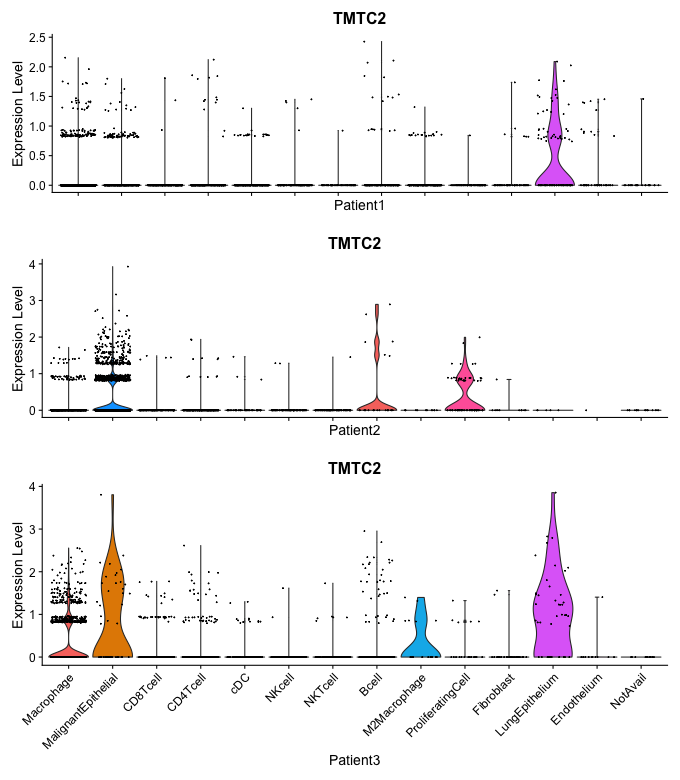 TMTC2
Expression Level
2.5
2.0
1.5
1.0
0.5
0.0
Patient1
TMTC2
Expression Level
4
3
2
1
0
Patient2
TMTC2
Expression Level
4
3
2
1
0
Macrophage
MalignantEpithelial
CD8Tcell
CD4Tcell
cDC
NKcell
NKTcell
Bcell
M2Macrophage
ProliferatingCell
Fibroblast
LungEpithelium
Endothelium
NotAvail
Patient3